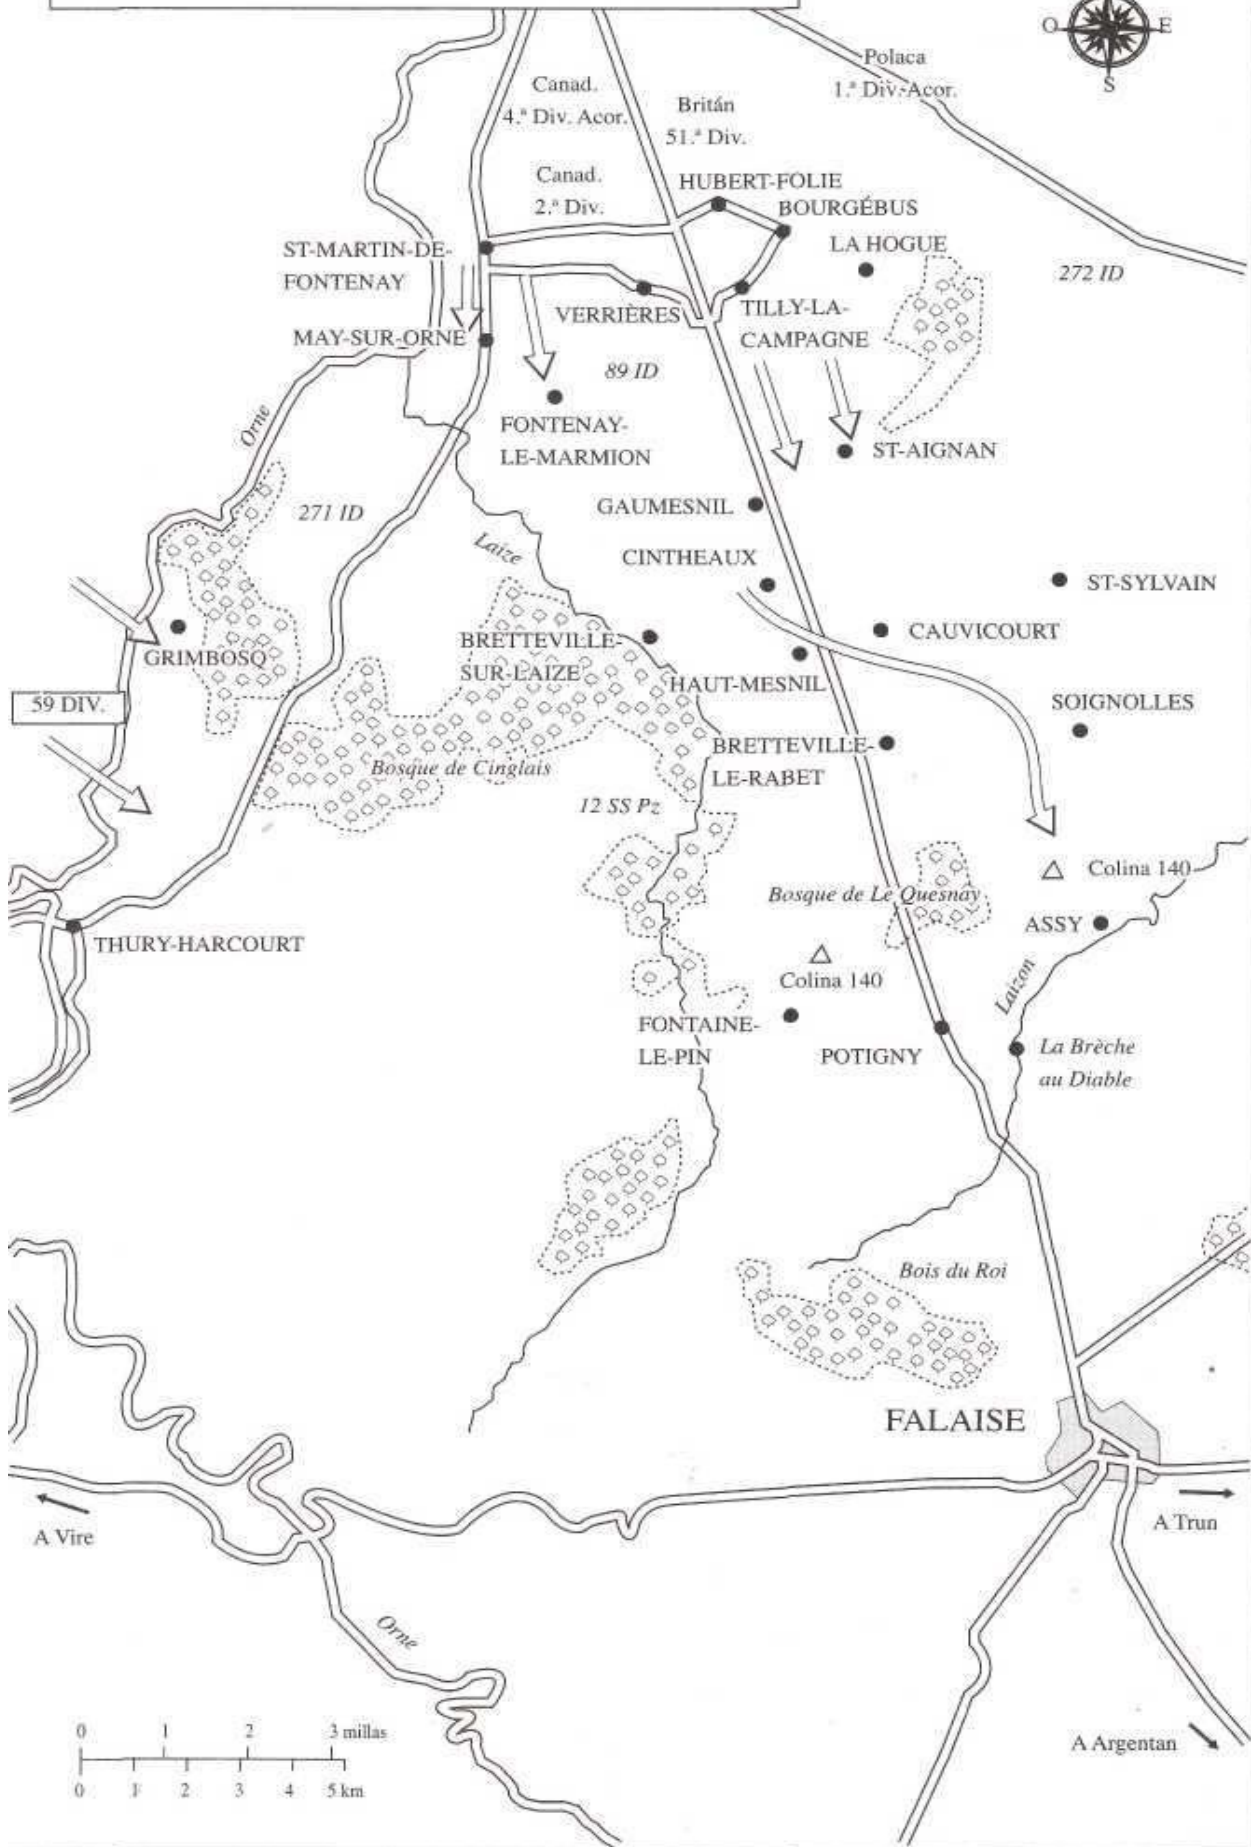 O
E
S
Polaca
1.ª Div. Acor.
Canad.
4.ª Div. Acor.
Britán
51.ª Div.
Canad.
2.ª Div.
HUBERT-FOLIE
BOURGÉBUS
LA HOGUE
ST-MARTIN-DE-
FONTENAY
272 ID
VERRIÈRES
TILLY-LA-
CAMPAGNE
MAY-SUR-ORNE
89 ID
Orne
FONTENAY-
LE-MARMION
ST-AIGNAN
271 ID
GAUMESNIL
Laize
CINTHEAUX
ST-SYLVAIN
BRETTEVILLE-
SUR-LAIZE
CAUVICOURT
GRIMBOSQ
HAUT-MESNIL
59 DIV.
SOIGNOLLES
BRETTEVILLE-
LE-RABET
Bosque de Cinglais
12 SS Pz
Colina 140
Bosque de Le Quesnay
ASSY
THURY-HARCOURT
Colina 140
Laizon
FONTAINE-
LE-PIN
POTIGNY
La Brèche
au Diable
Bois du Roi
FALAISE
A Vire
A Trun
Orne
0 1 2 3 millas
0 1 2 3 4 5 km
A Argentan